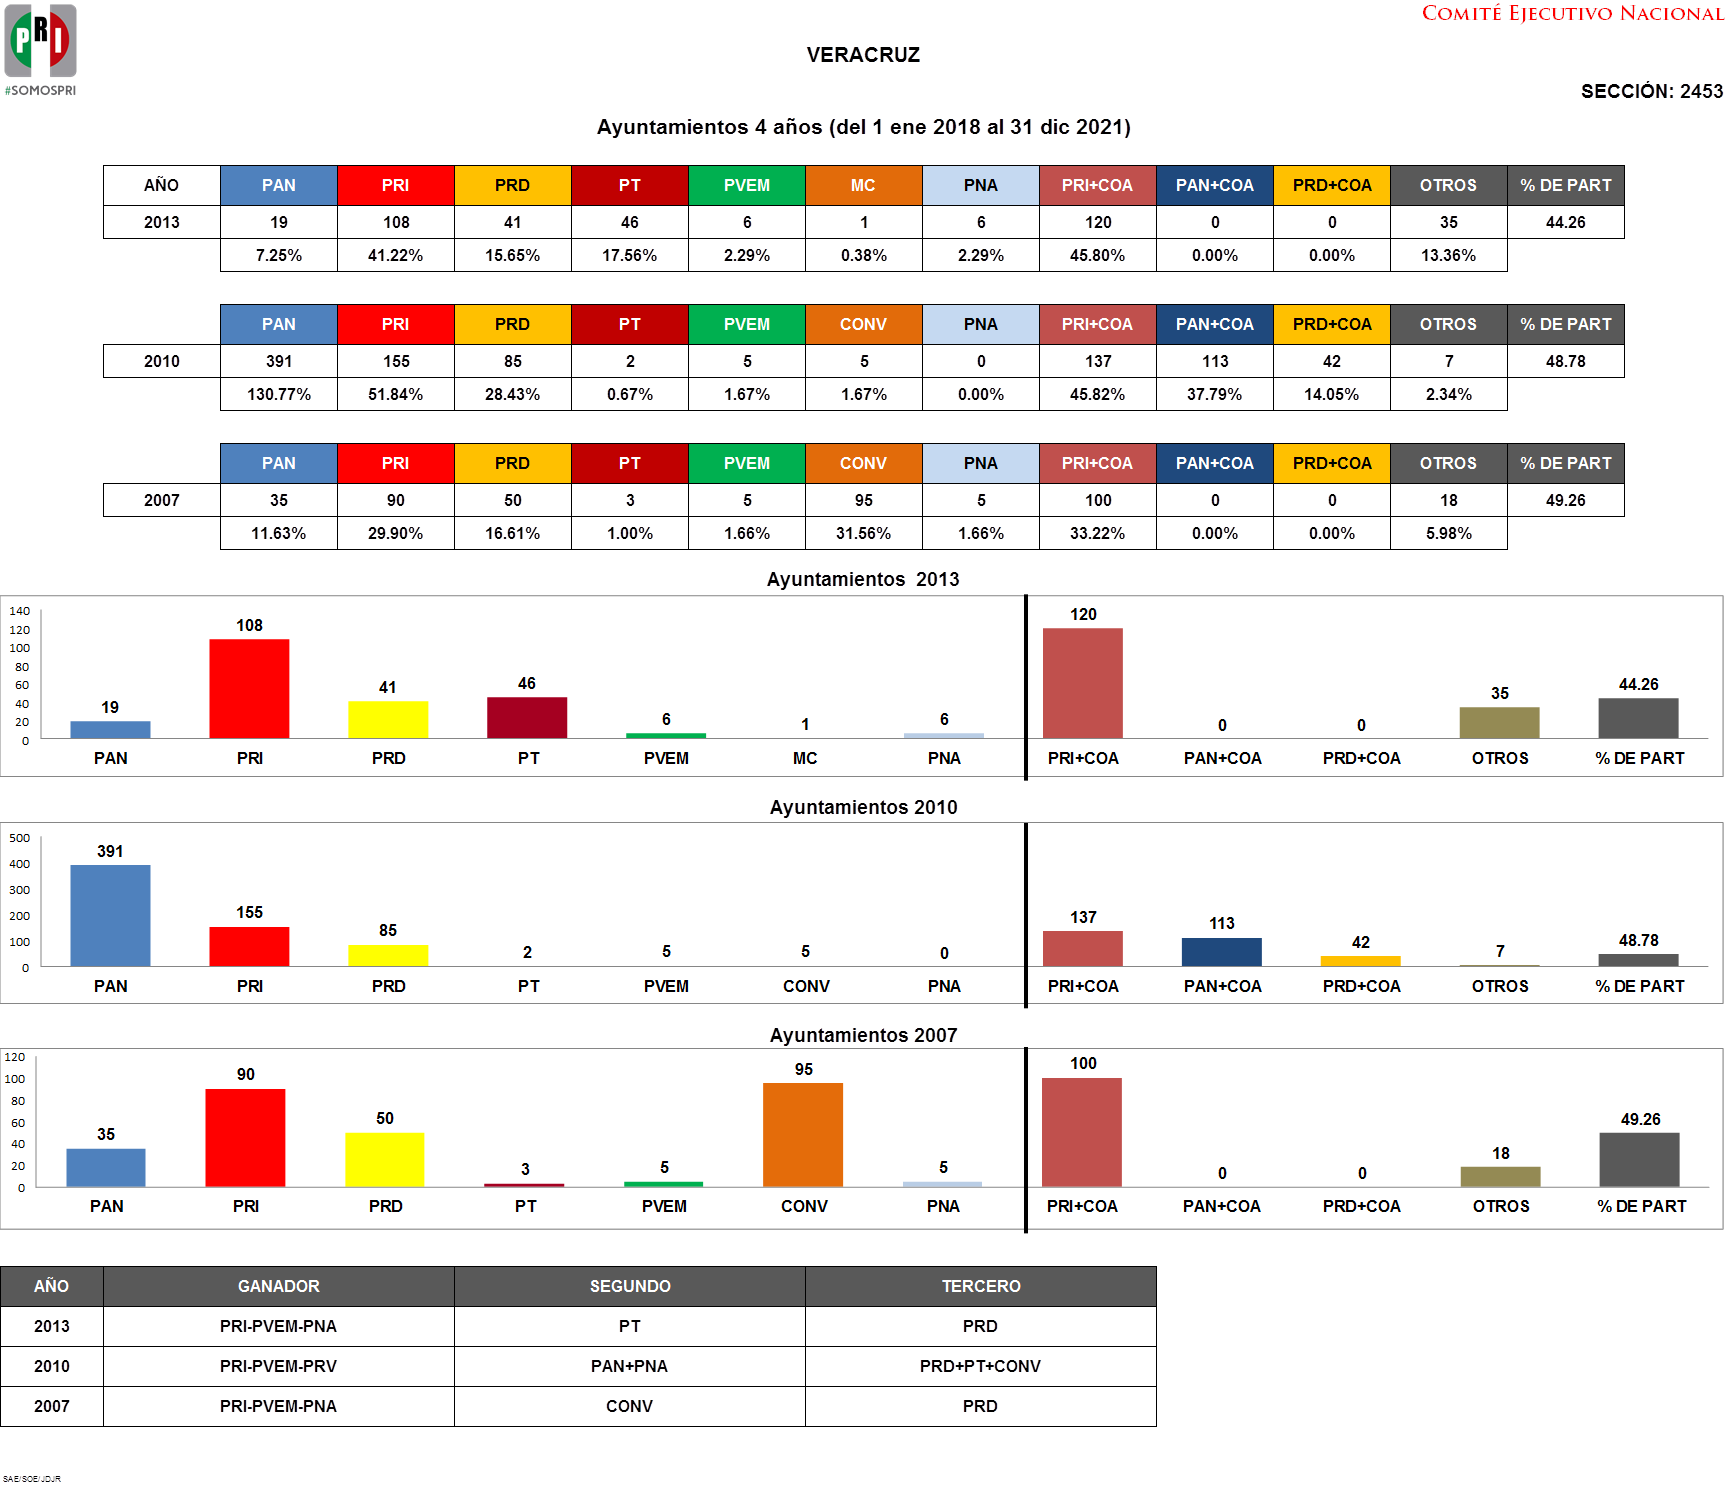 COMITÉ EJECUTIVO NACIONAL
PRI
#SOMOSPRI
VERACRUZ
SECCIÓN: 2453
Ayuntamientos 4 años (del 1 ene 2018 al 31 dic 2021)
AÑO PAN PRI PRD PT PVEM MC PNA PRI+COA PAN+COA PRD+COA OTROS % DE PART
2013 19 108 41 46 6 1 6 120 0 0 35 44.26
7.25% 41.22% 15.65% 17.56% 2.29% 0.38% 2.29% 45.80% 0.00% 0.00% 13.36%
PAN PRI PRD PT PVEM CONV PNA PRI+COA PAN+COA PRD+COA OTROS % DE PART
2010 391 155 85 2 5 5 0 137 113 42 7 48.78
130.77% 51.84% 28.43% 0.67% 1.67% 1.67% 0.00% 45.82% 37.79% 14.05% 2.34%
PAN PRI PRD PT PVEM CONV PNA PRI+COA PAN+COA PRD+COA OTROS % DE PART
2007 35 90 50 3 5 95 5 100 0 0 18 49.26
11.63% 29.90% 16.61% 1.00% 1.66% 31.56% 1.66% 33.22% 0.00% 0.00% 5.98%
Ayuntamientos 2013
140
120
100
80
60
40
20
0
19 108 41 46 6 1 6 120 0 0 35 44.26
PAN PRI PRD PT PVEM MC PNA PRI+COA PAN+COA PRD+COA OTROS % DE PART
Ayuntamientos 2010
500
400
300
200
100
0
391 155 85 2 5 5 0 137 113 42 7 48.78
PAN PRI PRD PT PVEM CONV PNA PRI+COA PAN+COA PRD+COA OTROS % DE PART
Ayuntamientos 2007
120
100
80
60
40
20
0
35 90 50 3 5 95 5 100 0 0 18 49.26
PAN PRI PRD PT PVEM CONV PNA PRI+COA PAN+COA PRD+COA OTROS % DE PART
AÑO GANADOR SEGUNDO TERCERO
2013 PRI-PVEM-PNA PT PRD
2010 PRI-PVEM-PRV PAN+PNA PRD+PT+CONV
2007 PRI-PVEM-PNA CONV PRD
SAE/SOE/JDJR